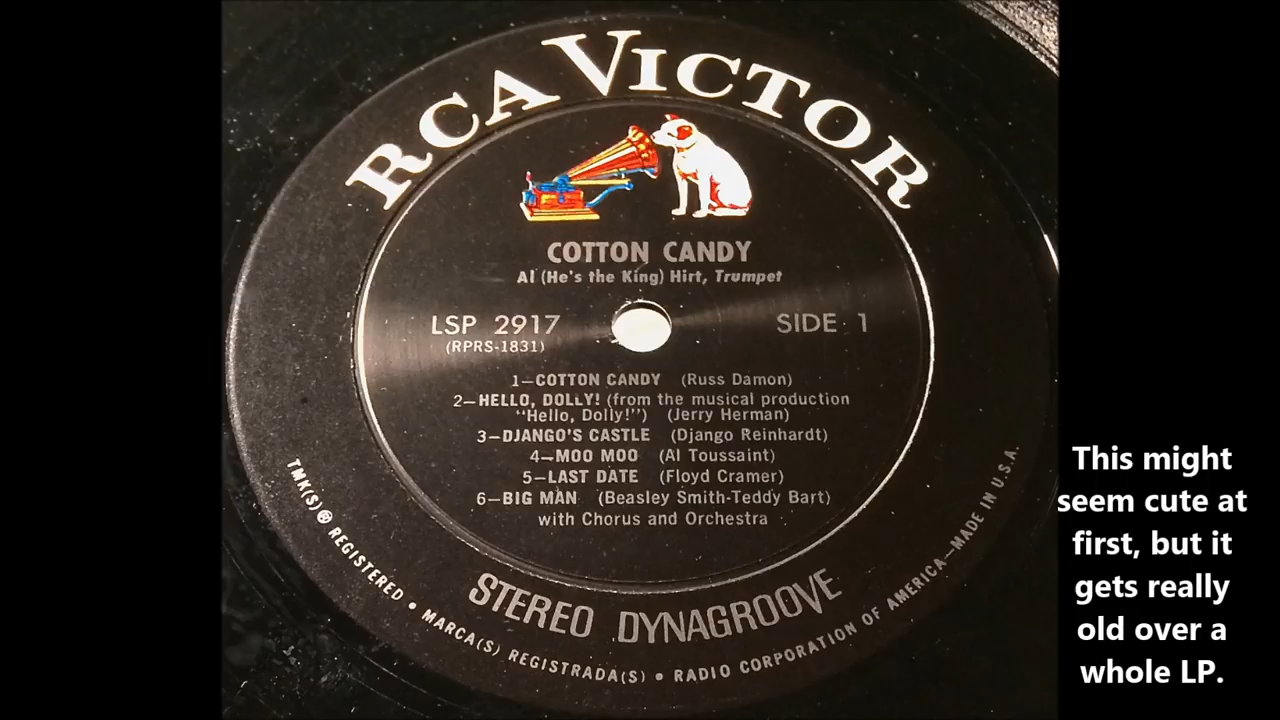 RCA VICTOR
COTTON CANDY
Al (He's the King) Hirt, Trumpet
LSP 2917
(RPRS-1831)
SIDE 1
1—COTTON CANDY (Russ Damon)
2—HELLO, DOLLY! (from the musical production
"Hello, Dolly!") (Jerry Herman)
3—DJANGO'S CASTLE (Django Reinhardt)
4—MOO MOO (Al Toussaint)
5—LAST DATE (Floyd Cramer)
6—BIG MAN (Beasley Smith-Teddy Bart)
with Chorus and Orchestra
STEREO DYNAGROOVE
TMK(S) ® REGISTERED • MARCA(S) REGISTRADA(S) • RADIO CORPORATION OF AMERICA—MADE IN U.S.A.
This might
seem cute at
first, but it
gets really
old over a
whole LP.